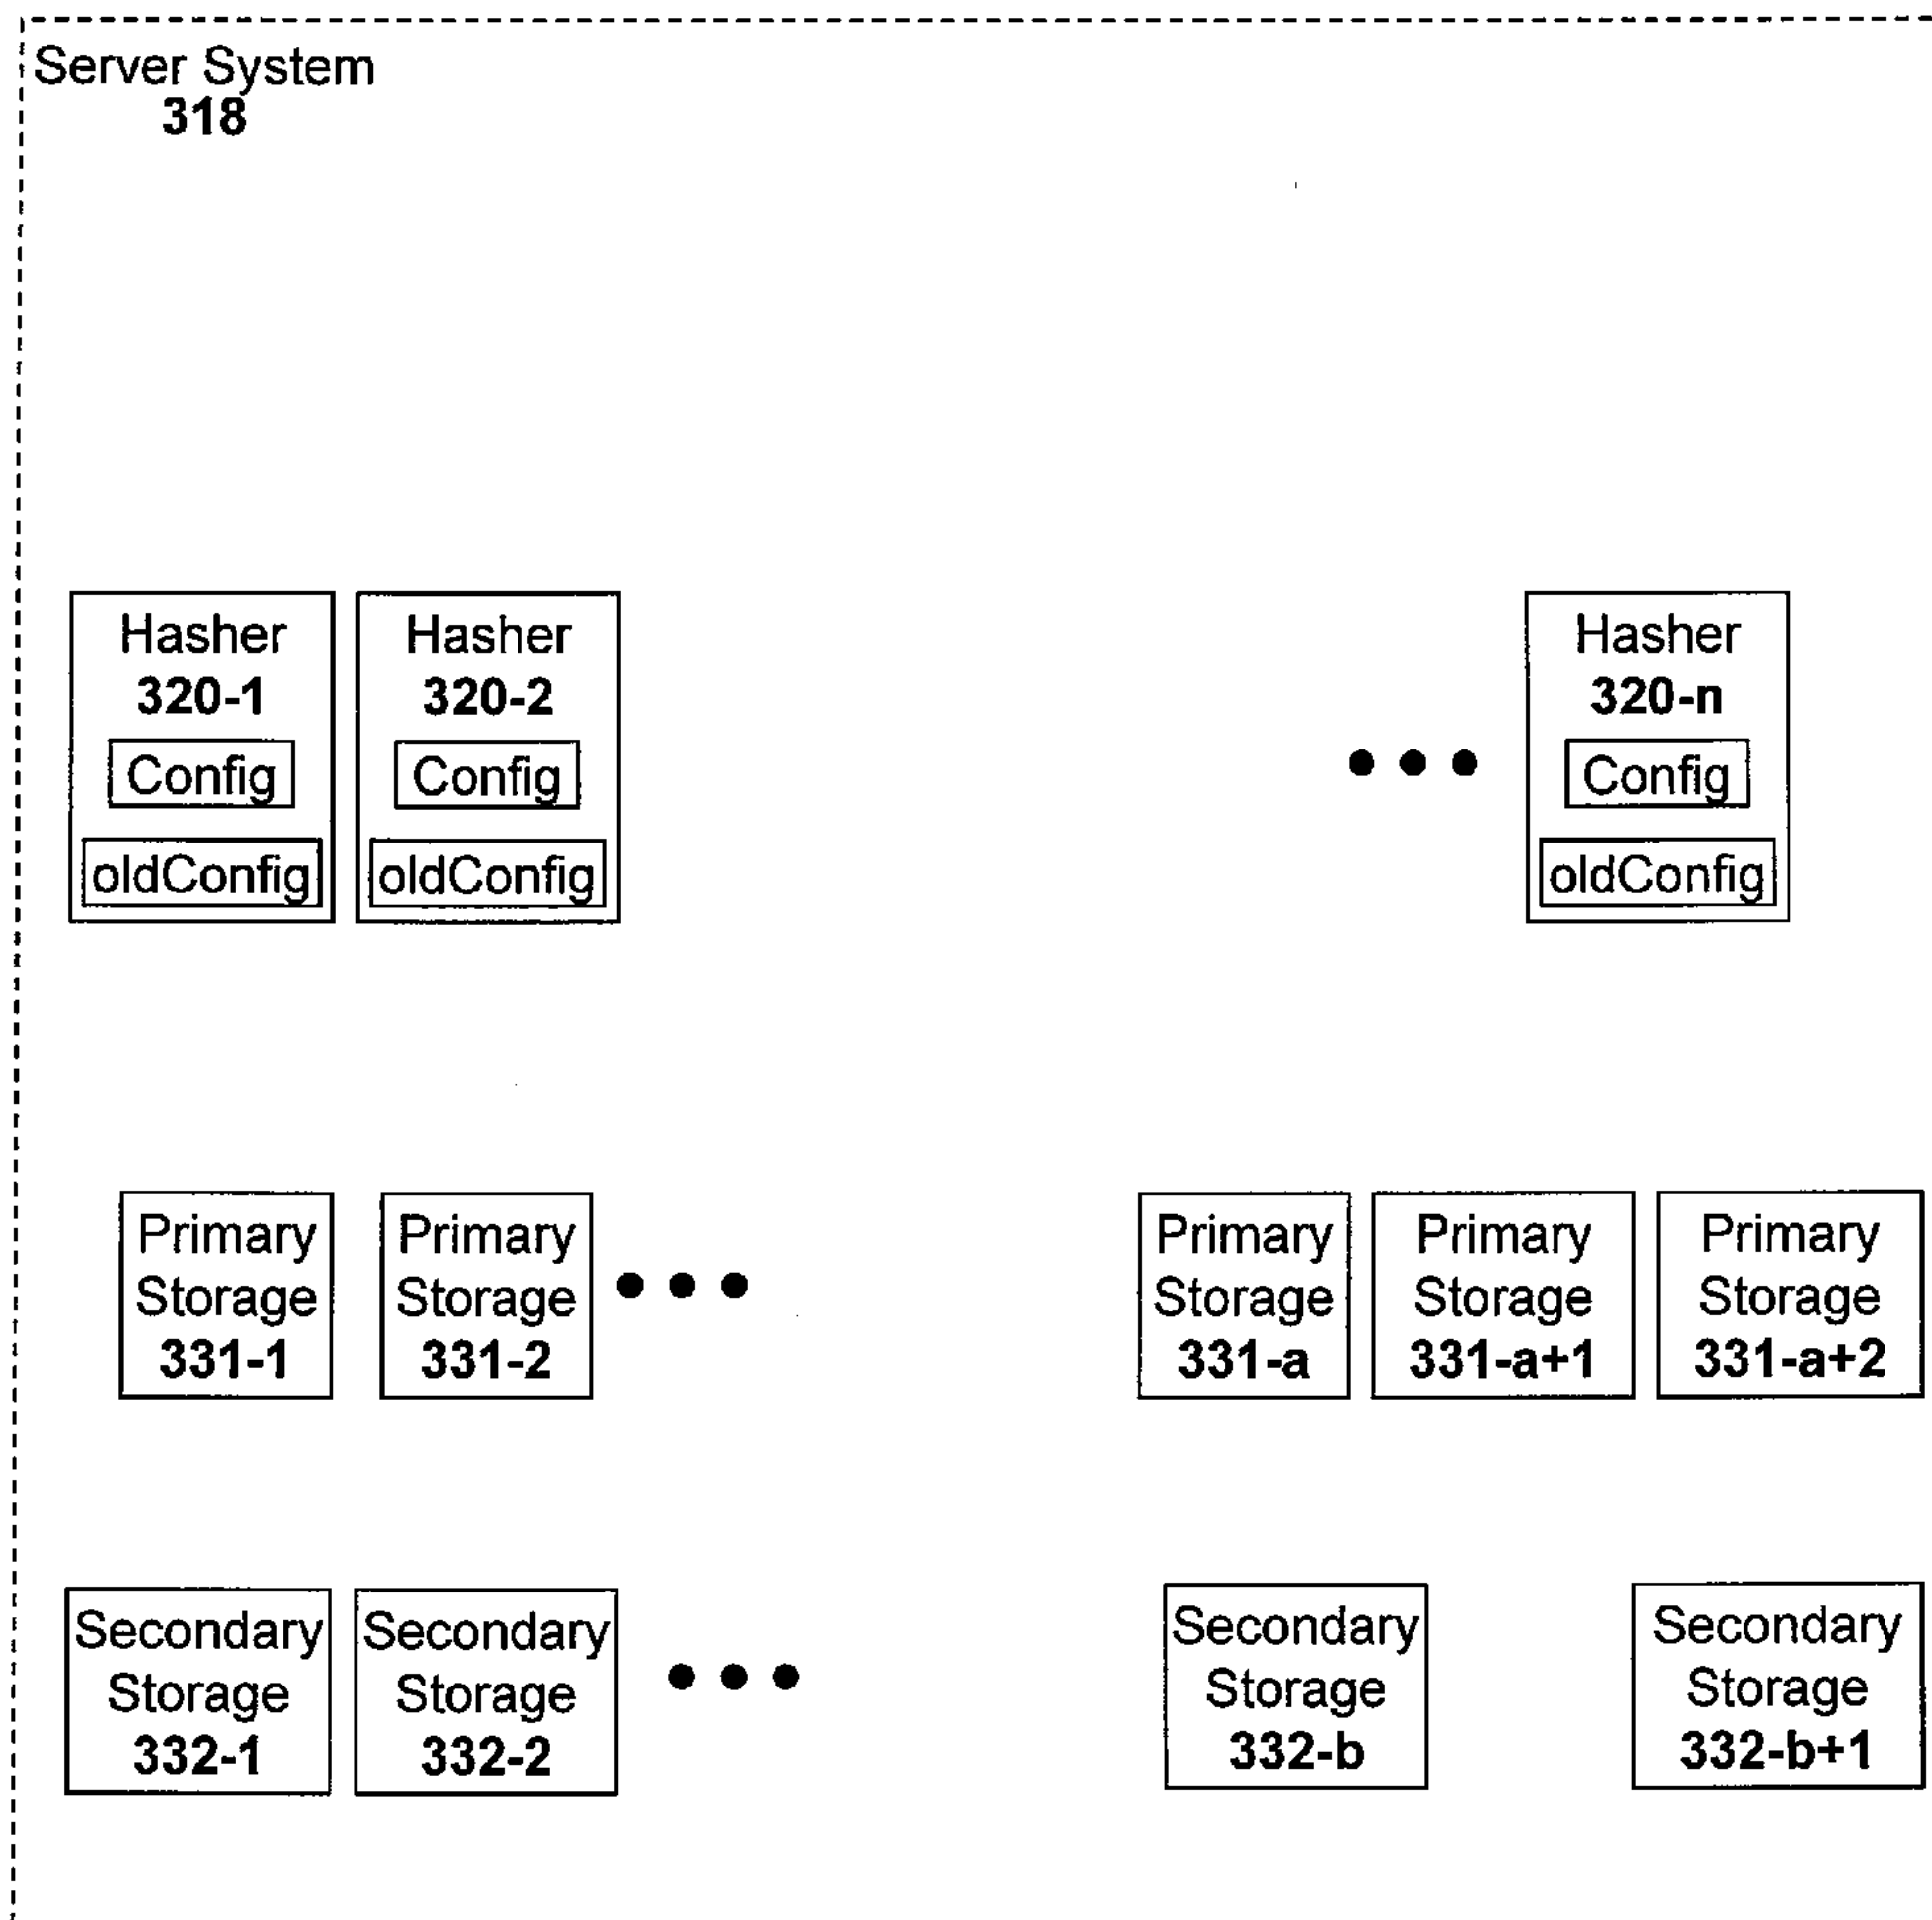 Server System
318
Hasher
320-1
Config
oldConfig
Hasher
320-2
Config
oldConfig
Hasher
320-n
Config
oldConfig
Primary
Storage
331-1
Primary
Storage
331-2
Primary
Storage
331-a
Primary
Storage
331-a+1
Primary
Storage
331-a+2
Secondary
Storage
332-1
Secondary
Storage
332-2
Secondary
Storage
332-b
Secondary
Storage
332-b+1